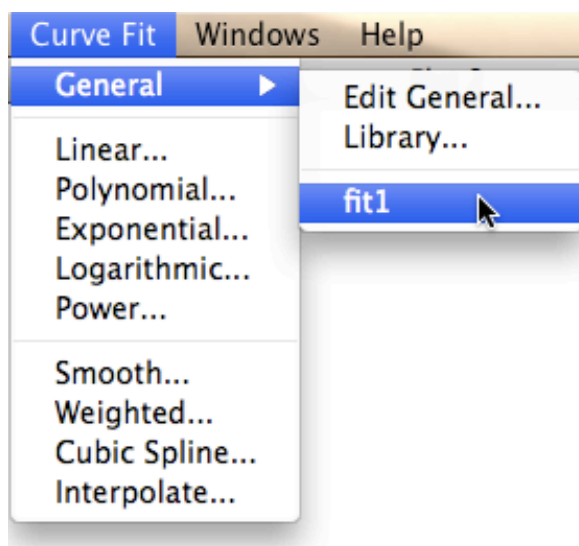 Curve Fit Windows Help
General
Linear...
Polynomial...
Exponential...
Logarithmic...
Power...
Smooth...
Weighted...
Cubic Spline...
Interpolate...
Edit General...
Library...
fit1